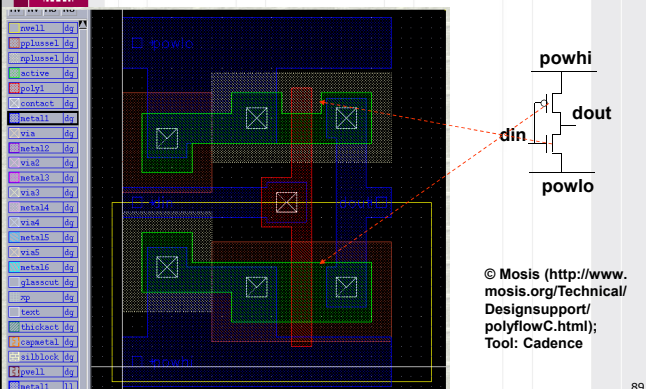 nwell dg
pplussel dg
nplussel dg
active dg
poly1 dg
contact dg
metal1 dg
via dg
metal2 dg
via2 dg
metal3 dg
via3 dg
metal4 dg
via4 dg
metal5 dg
via5 dg
metal6 dg
glasscut dg
xp dg
text dg
thickact dg
capmetal dg
silblock dg
pwell dg
metal1 ll
powhi
dout
din
powlo
© Mosis (http://www.
mosis.org/Technical/
Designsupport/
polyflowC.html);
Tool: Cadence
89